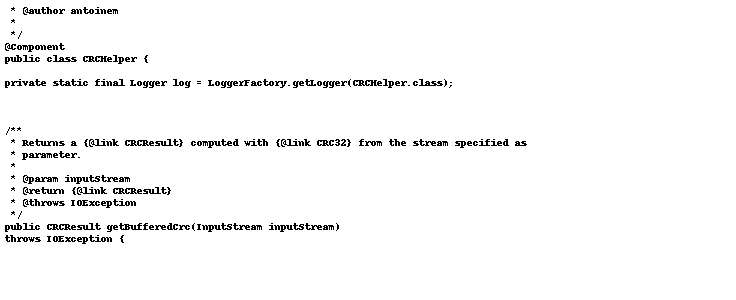 * @author antoinem
 *
 */
@Component
public class CRCHelper {
private static final Logger log = LoggerFactory.getLogger(CRCHelper.class);
/**
 * Returns a {@link CRCResult} computed with {@link CRC32} from the stream specified as
 * parameter.
 *
 * @param inputStream
 * @return {@link CRCResult}
 * @throws IOException
 */
public CRCResult getBufferedCrc(InputStream inputStream)
throws IOException {